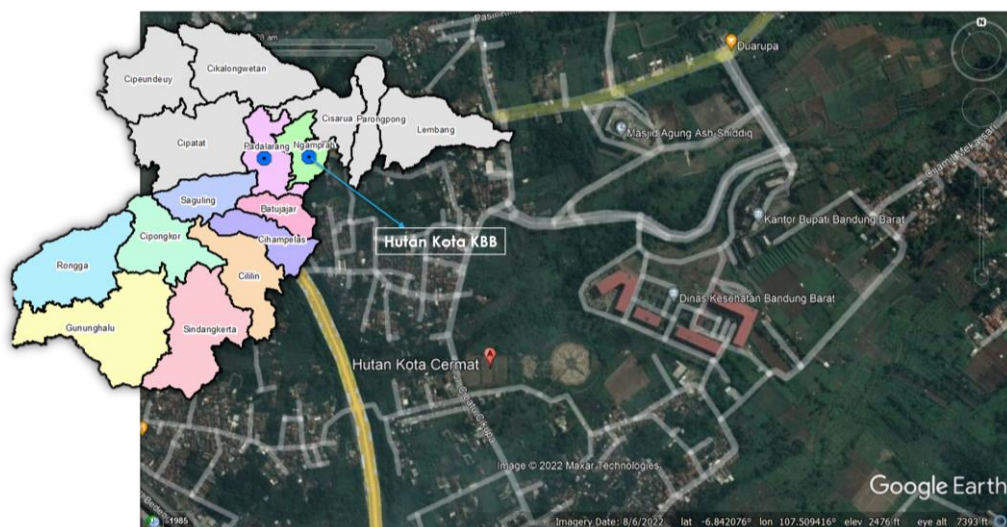 Cipeundeuy
Cikalongwetan
Cipatat
Padalarang
Ngamprah
Cisarua
Parongpong
Lembang
Saguling
Batujajar
Cipongkor
Cihampelas
Rongga
Cililin
Gununghalu
Sindangkerta
Hutan Kota KBB
Duarupa
Masjid Agung Ash-Shiddiq
Kantor Bupati Bandung Barat
Dinas Kesehatan Bandung Barat
Hutan Kota Cermat
A
N
Image © 2022 Maxar Technologies
Google Earth
1985
Imagery Date: 8/6/2022 lat -6.842076° lon 107.509416° elev 2476 ft eye alt 7393 ft